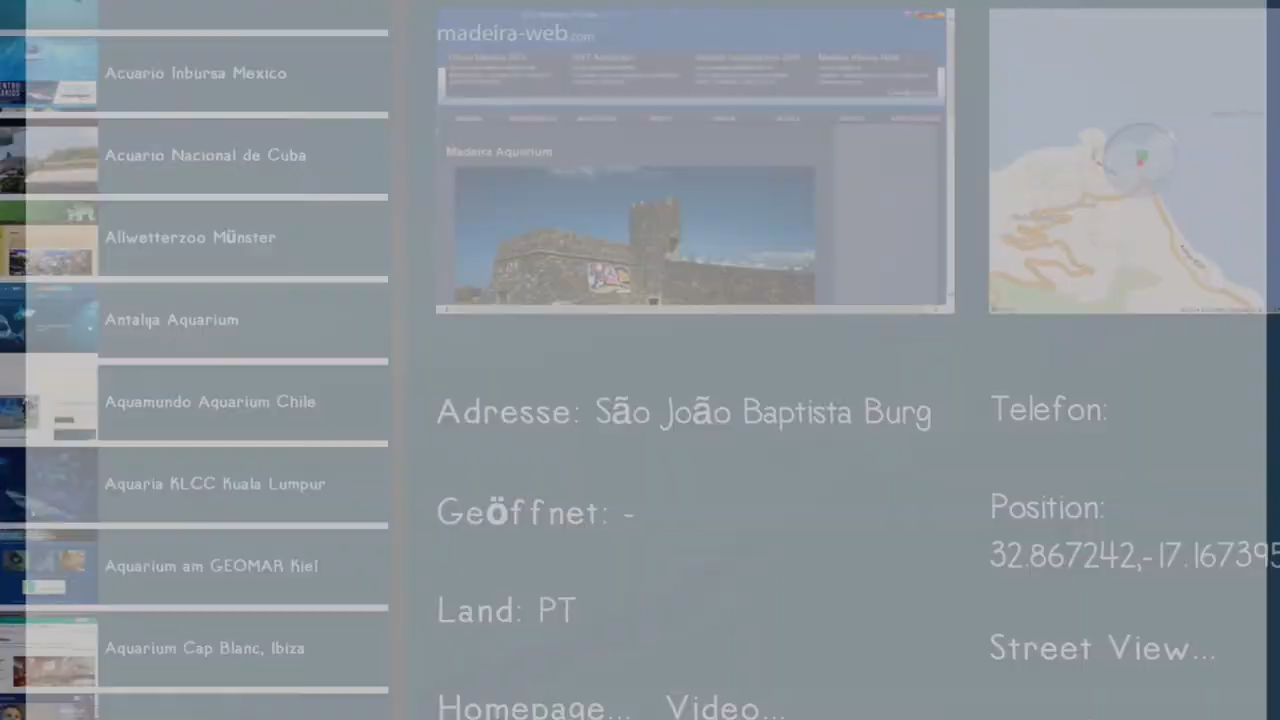 Acuario Inbursa Mexico
Acuario Nacional de Cuba
Allwetterzoo Münster
Antalija Aquarium
Aquamundo Aquarium Chile
Aquaria KLCC Kuala Lumpur
Aquarium am GEOMAR Kiel
Aquarium Cap Blanc, Ibiza
madeira-web.com
Madeira Aquarium
Adresse: São João Baptista Burg
Geöffnet: -
Land: PT
Homepage... Video...
Telefon:
Position:
32.867242,-17.167395
Street View...